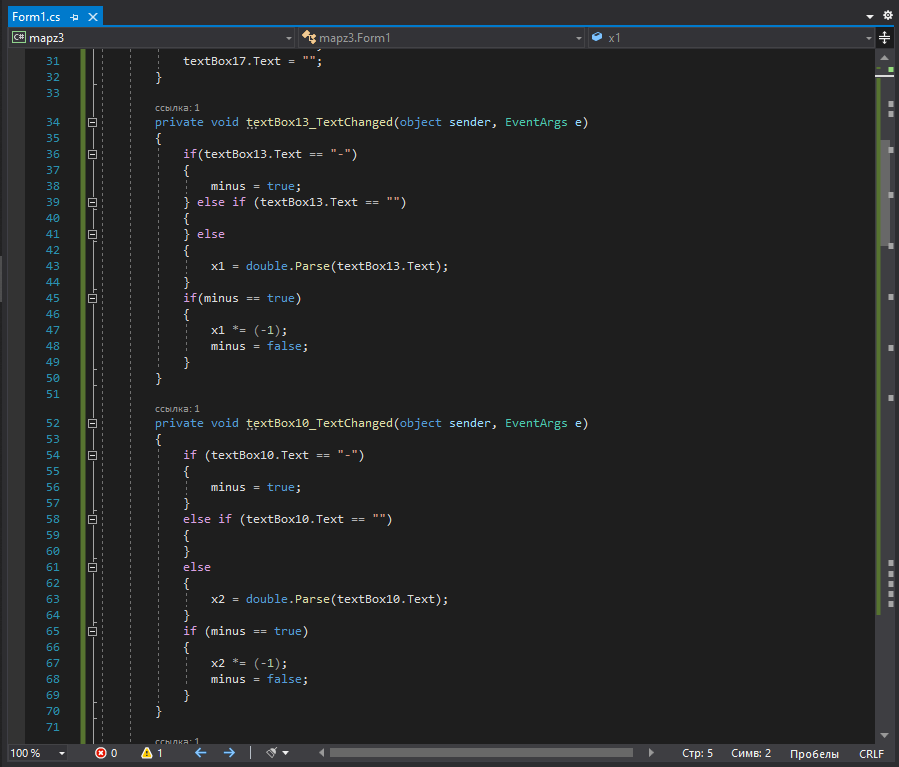 Form1.cs
C# mapz3 mapz3.Form1 x1
31 textBox17.Text = "";
32 }
33
ссылка: 1
34 private void textBox13_TextChanged(object sender, EventArgs e)
35 {
36 if(textBox13.Text == "-")
37 {
38 minus = true;
39 } else if (textBox13.Text == "")
40 {
41 } else
42 {
43 x1 = double.Parse(textBox13.Text);
44 }
45 if(minus == true)
46 {
47 x1 *= (-1);
48 minus = false;
49 }
50 }
51
ссылка: 1
52 private void textBox10_TextChanged(object sender, EventArgs e)
53 {
54 if (textBox10.Text == "-")
55 {
56 minus = true;
57 }
58 else if (textBox10.Text == "")
59 {
60 }
61 else
62 {
63 x2 = double.Parse(textBox10.Text);
64 }
65 if (minus == true)
66 {
67 x2 *= (-1);
68 minus = false;
69 }
70 }
71
ссылка: 1
100 % 0 1 Стр: 5 Симв: 2 Пробелы CRLF